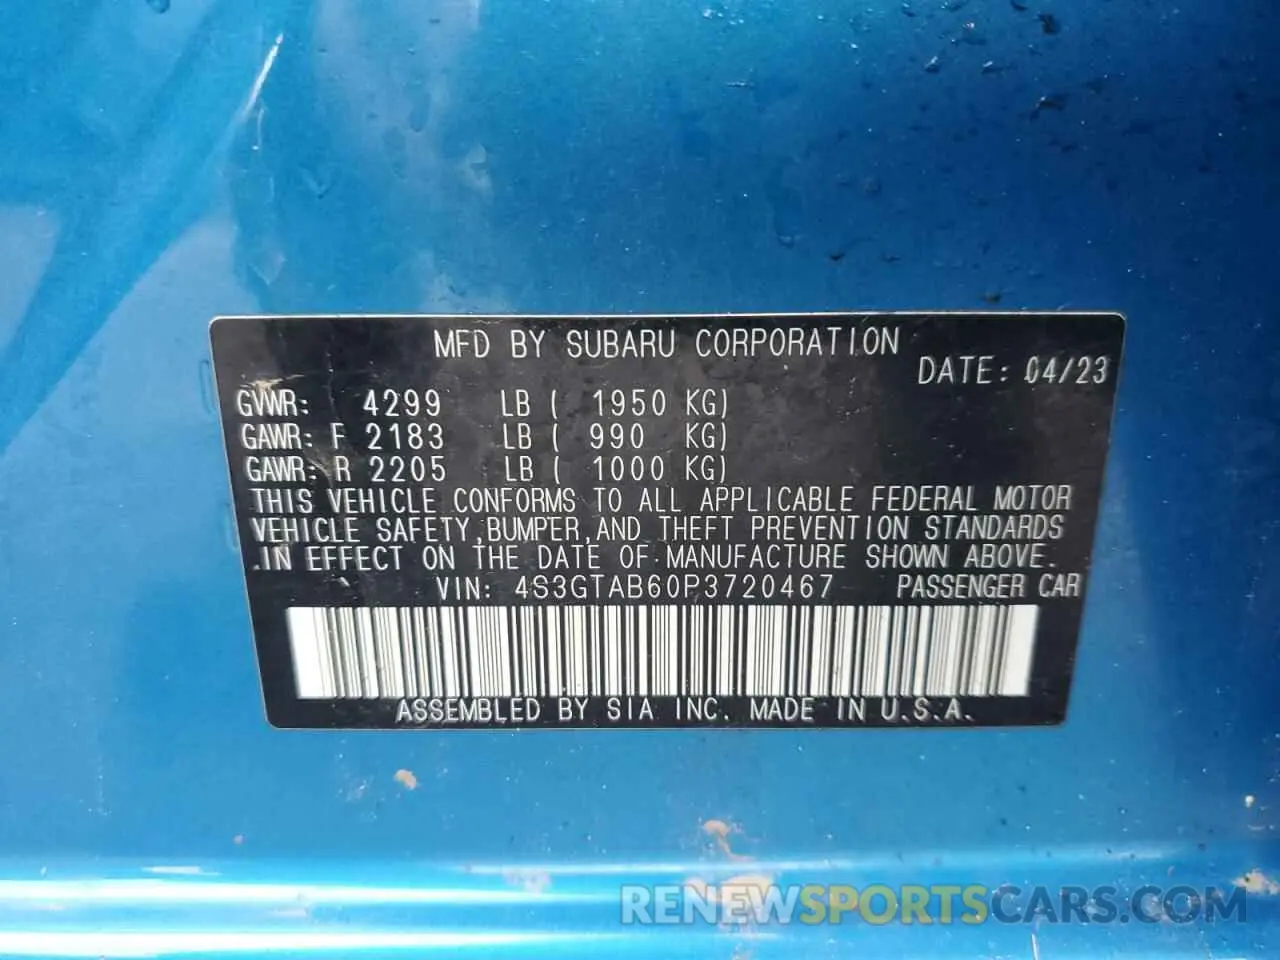 MFD BY SUBARU CORPORATION
DATE: 04/23
GVWR: 4299 LB ( 1950 KG)
GAWR: F 2183 LB ( 990 KG)
GAWR: R 2205 LB ( 1000 KG)
THIS VEHICLE CONFORMS TO ALL APPLICABLE FEDERAL MOTOR
VEHICLE SAFETY,BUMPER,AND THEFT PREVENTION STANDARDS
IN EFFECT ON THE DATE OF MANUFACTURE SHOWN ABOVE.
VIN: 4S3GTAB60P3720467 PASSENGER CAR
ASSEMBLED BY SIA INC. MADE IN U.S.A.
RENEWSPORTSCARS.COM